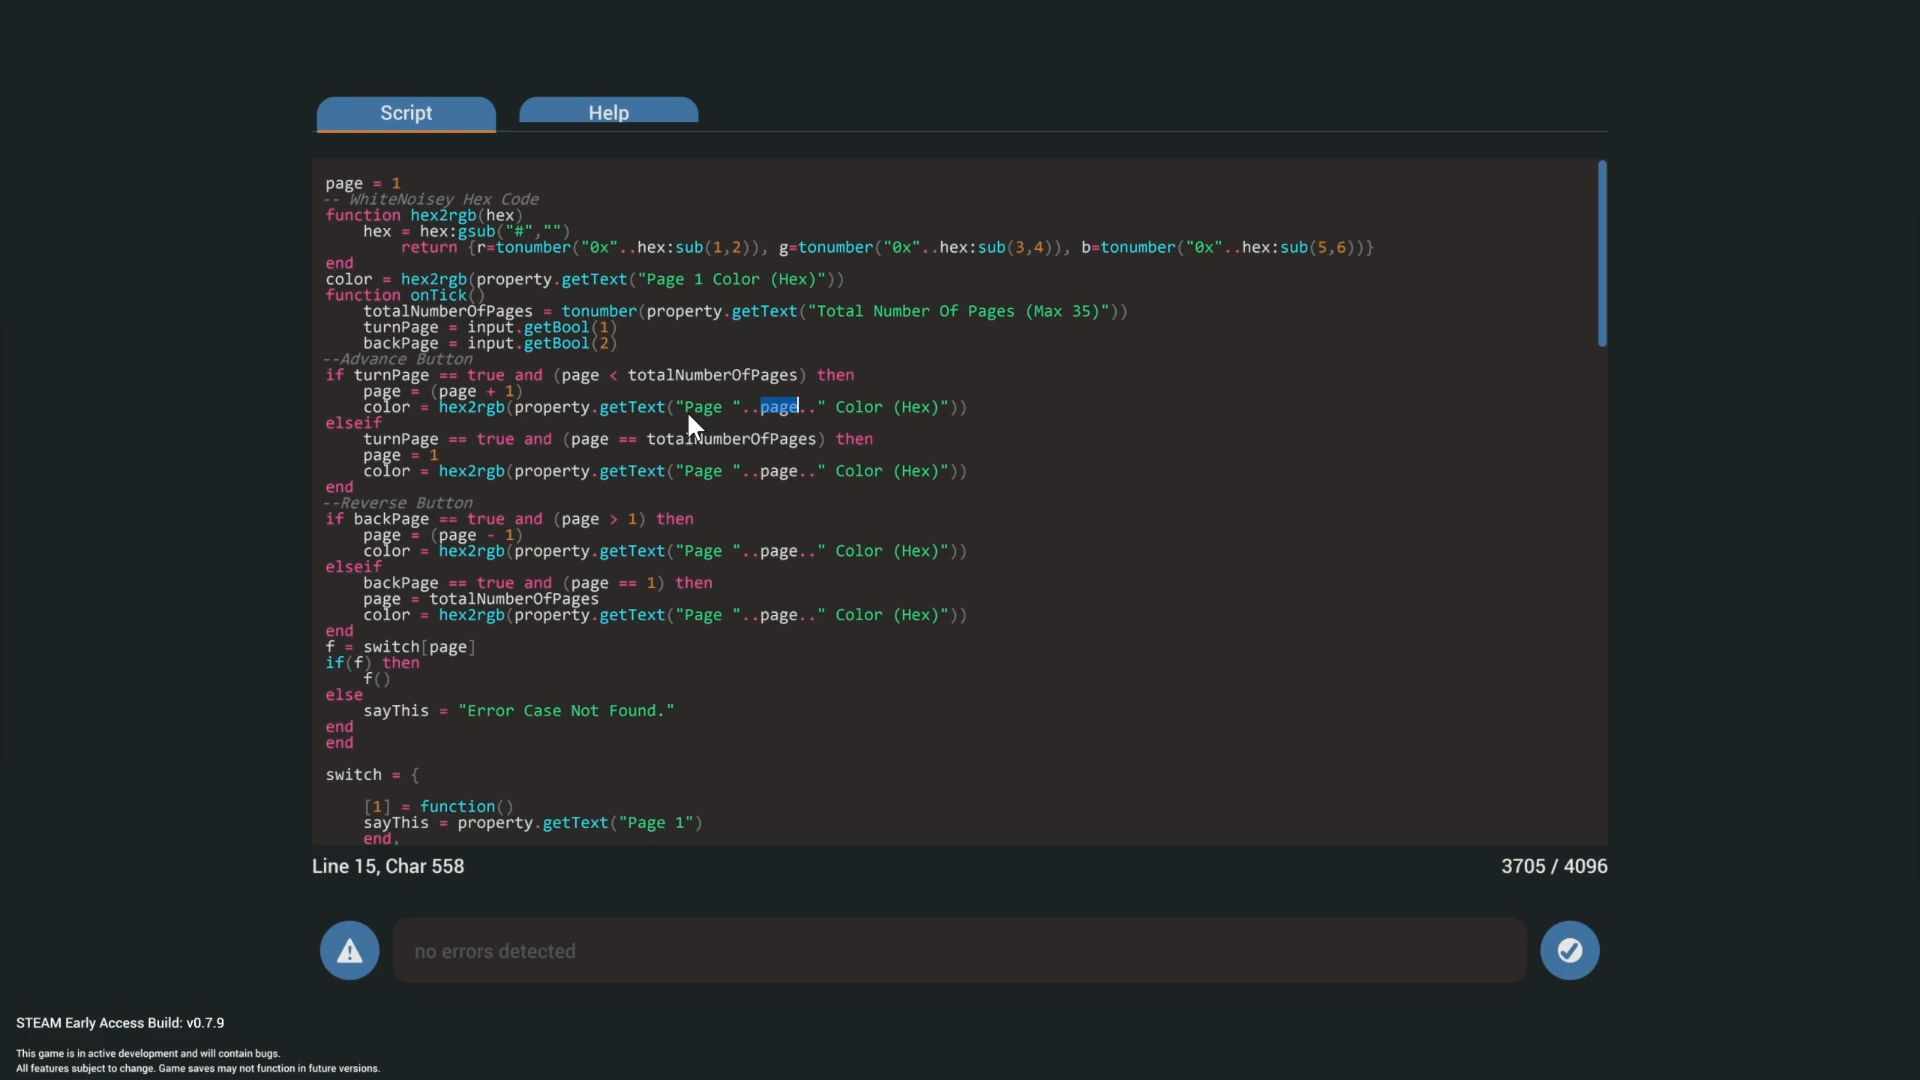 Script
Help
page = 1
-- WhiteNoisey Hex Code
function hex2rgb(hex)
    hex = hex:gsub("#","")
        return {r=tonumber("0x"..hex:sub(1,2)), g=tonumber("0x"..hex:sub(3,4)), b=tonumber("0x"..hex:sub(5,6))}
end
color = hex2rgb(property.getText("Page 1 Color (Hex)"))
function onTick()
    totalNumberOfPages = tonumber(property.getText("Total Number Of Pages (Max 35)"))
    turnPage = input.getBool(1)
    backPage = input.getBool(2)
--Advance Button
if turnPage == true and (page < totalNumberOfPages) then
    page = (page + 1)
    color = hex2rgb(property.getText("Page "..page.." Color (Hex)"))
elseif
    turnPage == true and (page == totalNumberOfPages) then
    page = 1
    color = hex2rgb(property.getText("Page "..page.." Color (Hex)"))
end
--Reverse Button
if backPage == true and (page > 1) then
    page = (page - 1)
    color = hex2rgb(property.getText("Page "..page.." Color (Hex)"))
elseif
    backPage == true and (page == 1) then
    page = totalNumberOfPages
    color = hex2rgb(property.getText("Page "..page.." Color (Hex)"))
end
f = switch[page]
if(f) then
    f()
else
    sayThis = "Error Case Not Found."
end
end
switch = {
    [1] = function()
    sayThis = property.getText("Page 1")
    end,
Line 15, Char 558
3705 / 4096
no errors detected
STEAM Early Access Build: v0.7.9
This game is in active development and will contain bugs.
All features subject to change. Game saves may not function in future versions.